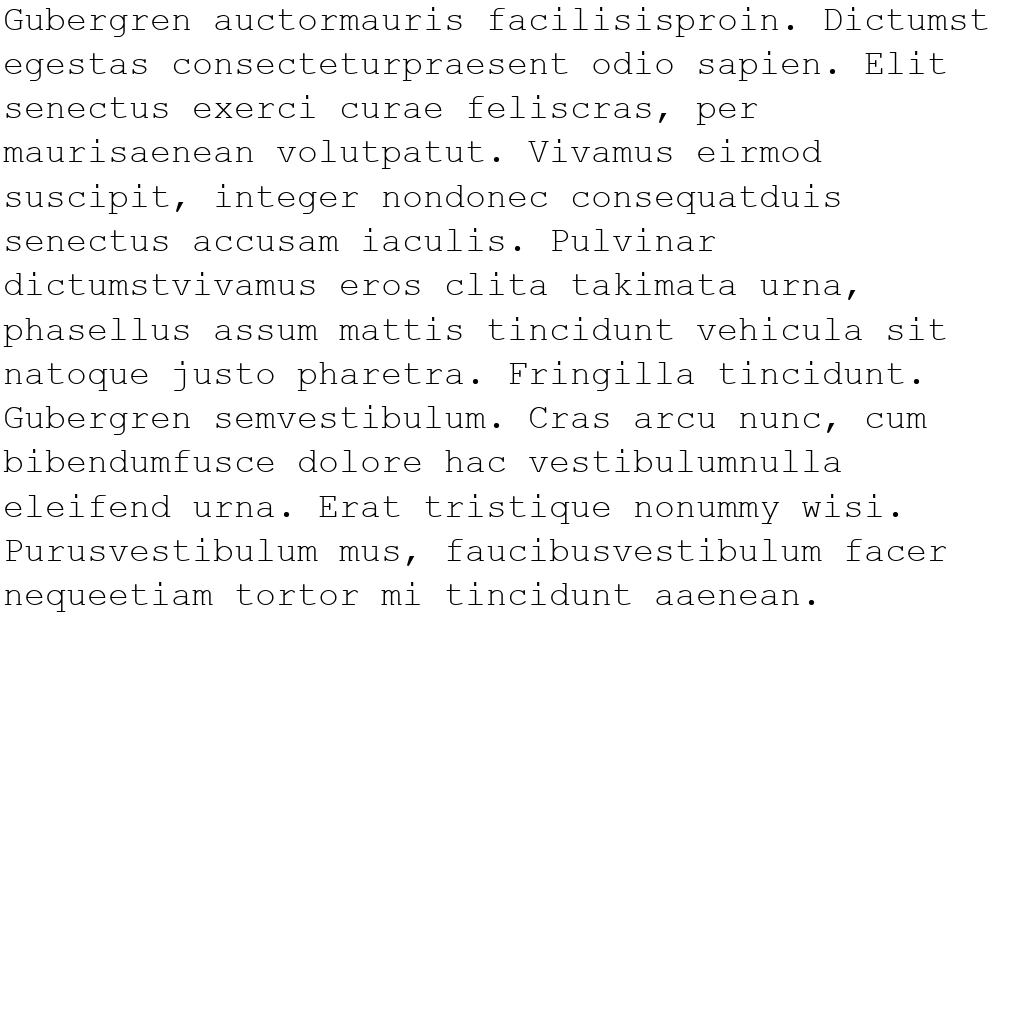 Gubergren auctormauris facilisisproin. Dictumst
egestas consecteturpraesent odio sapien. Elit
senectus exerci curae feliscras, per
maurisaenean volutpatut. Vivamus eirmod
suscipit, integer nondonec consequatduis
senectus accusam iaculis. Pulvinar
dictumstvivamus eros clita takimata urna,
phasellus assum mattis tincidunt vehicula sit
natoque justo pharetra. Fringilla tincidunt.
Gubergren semvestibulum. Cras arcu nunc, cum
bibendumfusce dolore hac vestibulumnulla
eleifend urna. Erat tristique nonummy wisi.
Purusvestibulum mus, faucibusvestibulum facer
nequeetiam tortor mi tincidunt aaenean.